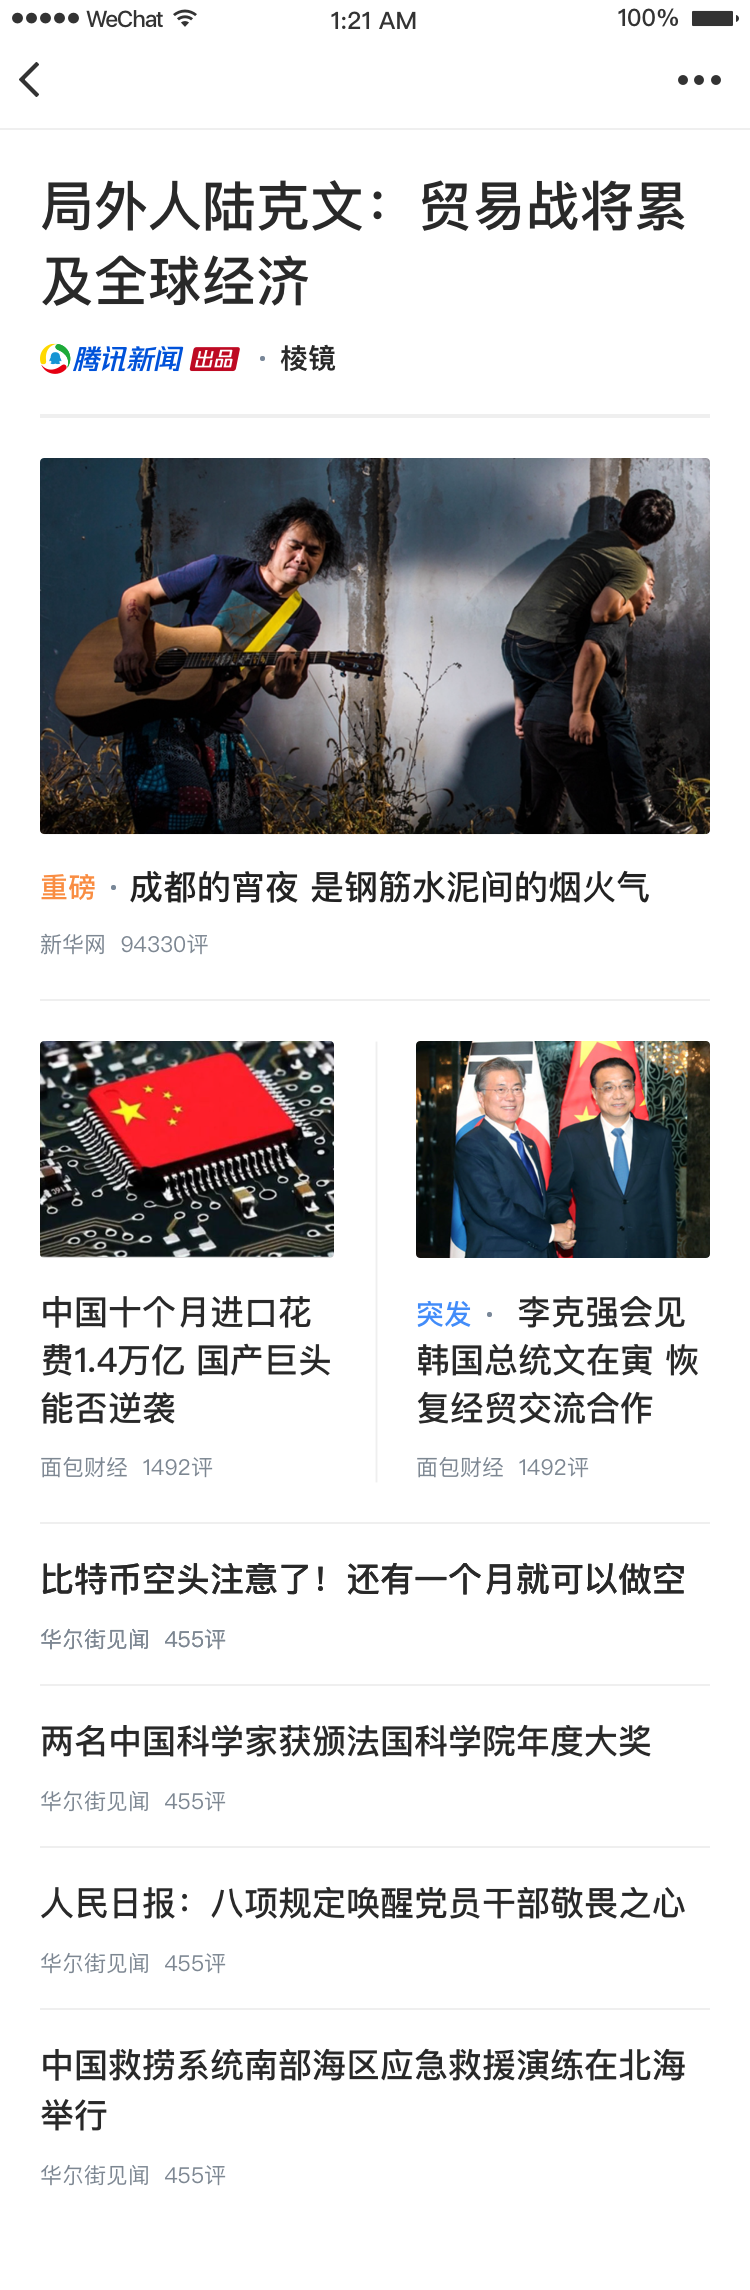 WeChat 1:21 AM 100%
局外人陆克文：贸易战将累
及全球经济
腾讯新闻 出品 · 棱镜
重磅 · 成都的宵夜 是钢筋水泥间的烟火气
新华网 94330评
中国十个月进口花
费1.4万亿 国产巨头
能否逆袭
面包财经 1492评
突发 · 李克强会见
韩国总统文在寅 恢
复经贸交流合作
面包财经 1492评
比特币空头注意了！还有一个月就可以做空
华尔街见闻 455评
两名中国科学家获颁法国科学院年度大奖
华尔街见闻 455评
人民日报：八项规定唤醒党员干部敬畏之心
华尔街见闻 455评
中国救捞系统南部海区应急救援演练在北海
举行
华尔街见闻 455评